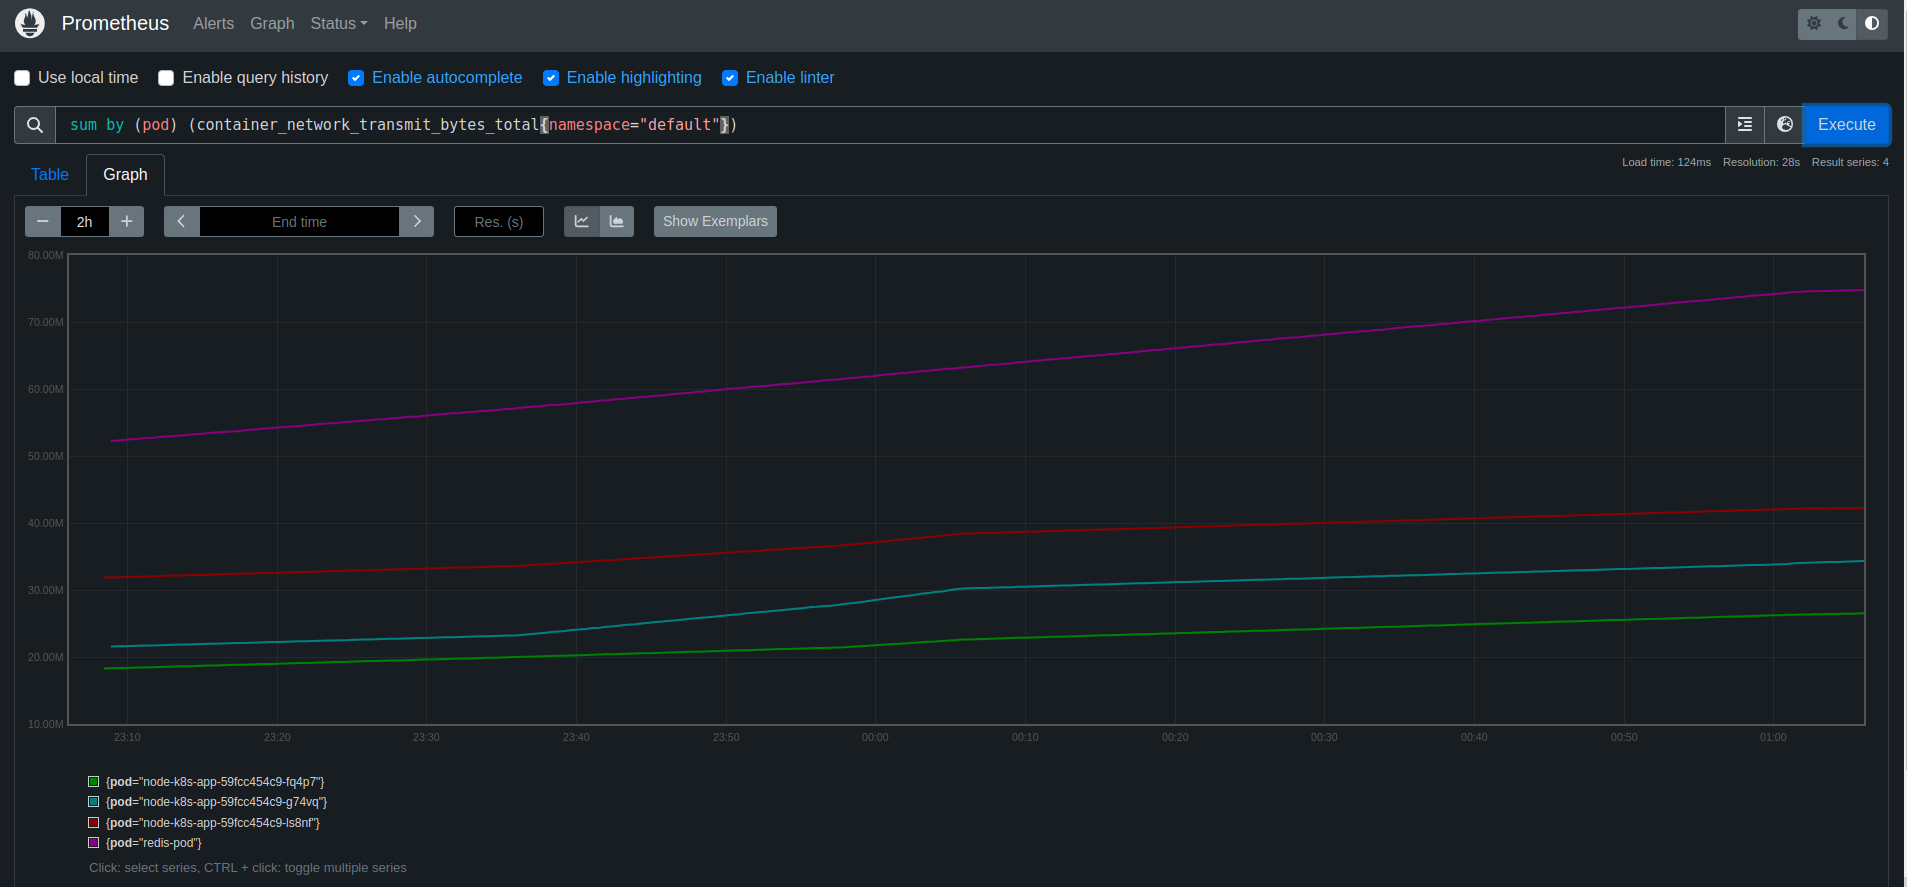 Prometheus Alerts Graph Status Help
Use local time Enable query history Enable autocomplete Enable highlighting Enable linter
sum by (pod) (container_network_transmit_bytes_total{namespace="default"}) Execute
Load time: 124ms Resolution: 28s Result series: 4
Table Graph
2h End time Res. (s) Show Exemplars
80.00M
70.00M
60.00M
50.00M
40.00M
30.00M
20.00M
10.00M
23:10 23:20 23:30 23:40 23:50 00:00 00:10 00:20 00:30 00:40 00:50 01:00
{pod="node-k8s-app-59fcc454c9-fq4p7"}
{pod="node-k8s-app-59fcc454c9-g74vq"}
{pod="node-k8s-app-59fcc454c9-ls8nf"}
{pod="redis-pod"}
Click: select series, CTRL + click: toggle multiple series